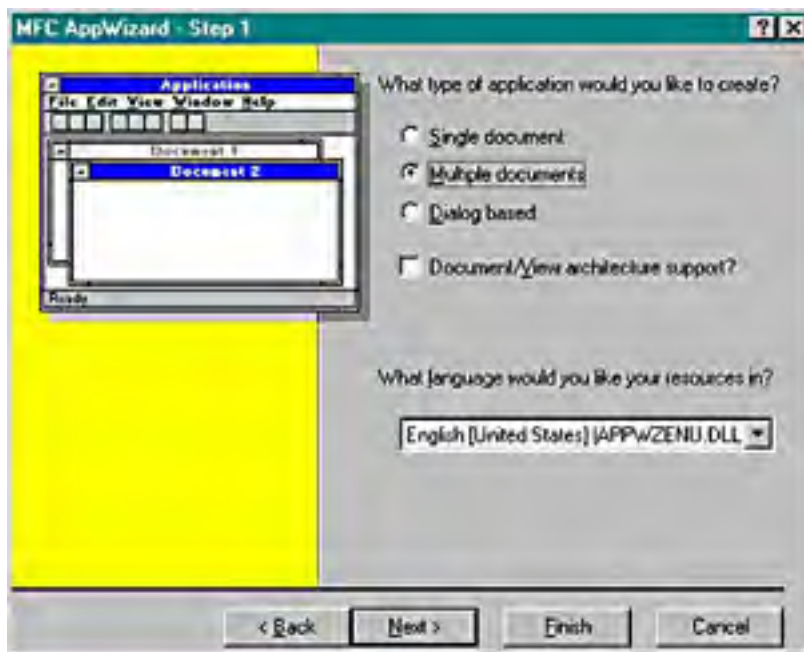 MFC AppWizard - Step 1
Application
File Edit View Window Help
Document 1
Document 2
Ready
What type of application would you like to create?
Single document
Multiple documents
Dialog based
Document/View architecture support?
What language would you like your resources in?
English [United States] (APPWZENU.DLL
< Back
Next >
Finish
Cancel